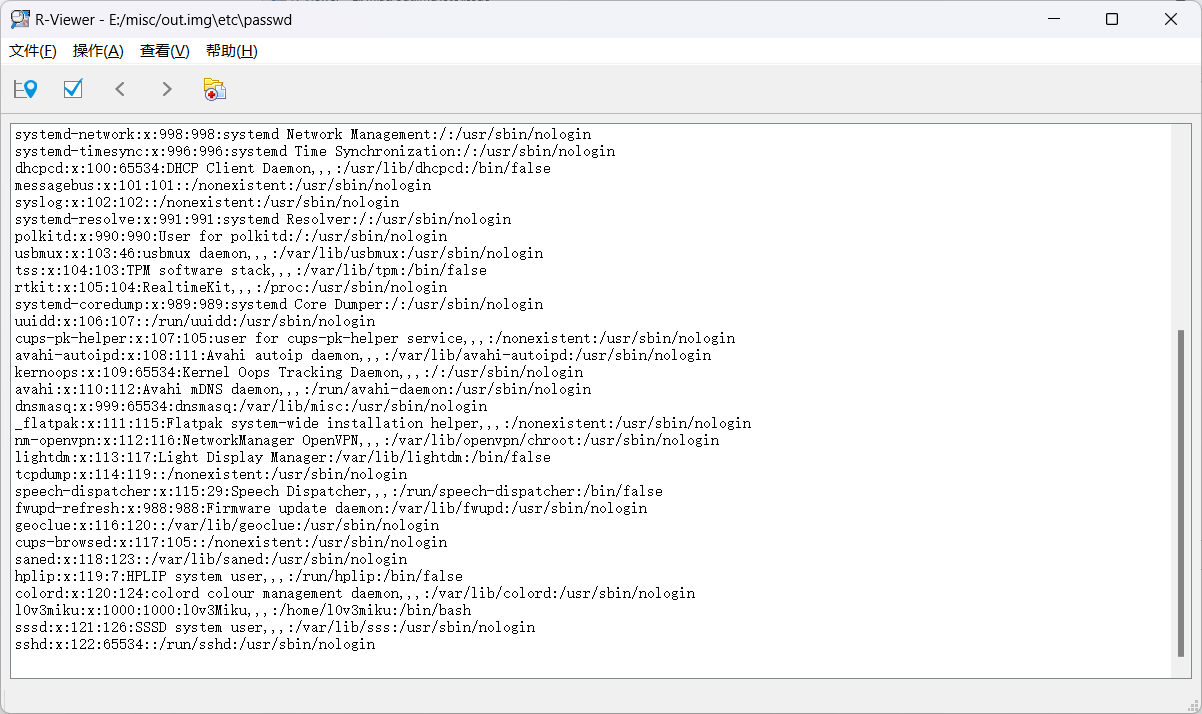 R-Viewer - E:/misc/out.img\etc\passwd
文件(F) 操作(A) 查看(V) 帮助(H)
systemd-network:x:998:998:systemd Network Management:/:/usr/sbin/nologin
systemd-timesync:x:996:996:systemd Time Synchronization:/:/usr/sbin/nologin
dhcpcd:x:100:65534:DHCP Client Daemon,,,:/usr/lib/dhcpcd:/bin/false
messagebus:x:101:101::/nonexistent:/usr/sbin/nologin
syslog:x:102:102::/nonexistent:/usr/sbin/nologin
systemd-resolve:x:991:991:systemd Resolver:/:/usr/sbin/nologin
polkitd:x:990:990:User for polkitd:/:/usr/sbin/nologin
usbmux:x:103:46:usbmux daemon,,,:/var/lib/usbmux:/usr/sbin/nologin
tss:x:104:103:TPM software stack,,,:/var/lib/tpm:/bin/false
rtkit:x:105:104:RealtimeKit,,,:/proc:/usr/sbin/nologin
systemd-coredump:x:989:989:systemd Core Dumper:/:/usr/sbin/nologin
uuidd:x:106:107::/run/uuidd:/usr/sbin/nologin
cups-pk-helper:x:107:105:user for cups-pk-helper service,,,:/nonexistent:/usr/sbin/nologin
avahi-autoipd:x:108:111:Avahi autoip daemon,,,:/var/lib/avahi-autoipd:/usr/sbin/nologin
kernoops:x:109:65534:Kernel Oops Tracking Daemon,,,:/:/usr/sbin/nologin
avahi:x:110:112:Avahi mDNS daemon,,,:/run/avahi-daemon:/usr/sbin/nologin
dnsmasq:x:999:65534:dnsmasq:/var/lib/misc:/usr/sbin/nologin
_flatpak:x:111:115:Flatpak system-wide installation helper,,,:/nonexistent:/usr/sbin/nologin
nm-openvpn:x:112:116:NetworkManager OpenVPN,,,:/var/lib/openvpn/chroot:/usr/sbin/nologin
lightdm:x:113:117:Light Display Manager:/var/lib/lightdm:/bin/false
tcpdump:x:114:119::/nonexistent:/usr/sbin/nologin
speech-dispatcher:x:115:29:Speech Dispatcher,,,:/run/speech-dispatcher:/bin/false
fwupd-refresh:x:988:988:Firmware update daemon:/var/lib/fwupd:/usr/sbin/nologin
geoclue:x:116:120::/var/lib/geoclue:/usr/sbin/nologin
cups-browsed:x:117:105::/nonexistent:/usr/sbin/nologin
saned:x:118:123::/var/lib/saned:/usr/sbin/nologin
hplip:x:119:7:HPLIP system user,,,:/run/hplip:/bin/false
colord:x:120:124:colord colour management daemon,,,:/var/lib/colord:/usr/sbin/nologin
l0v3miku:x:1000:1000:l0v3Miku,,,:/home/l0v3miku:/bin/bash
sssd:x:121:126:SSSD system user,,,:/var/lib/sss:/usr/sbin/nologin
sshd:x:122:65534::/run/sshd:/usr/sbin/nologin